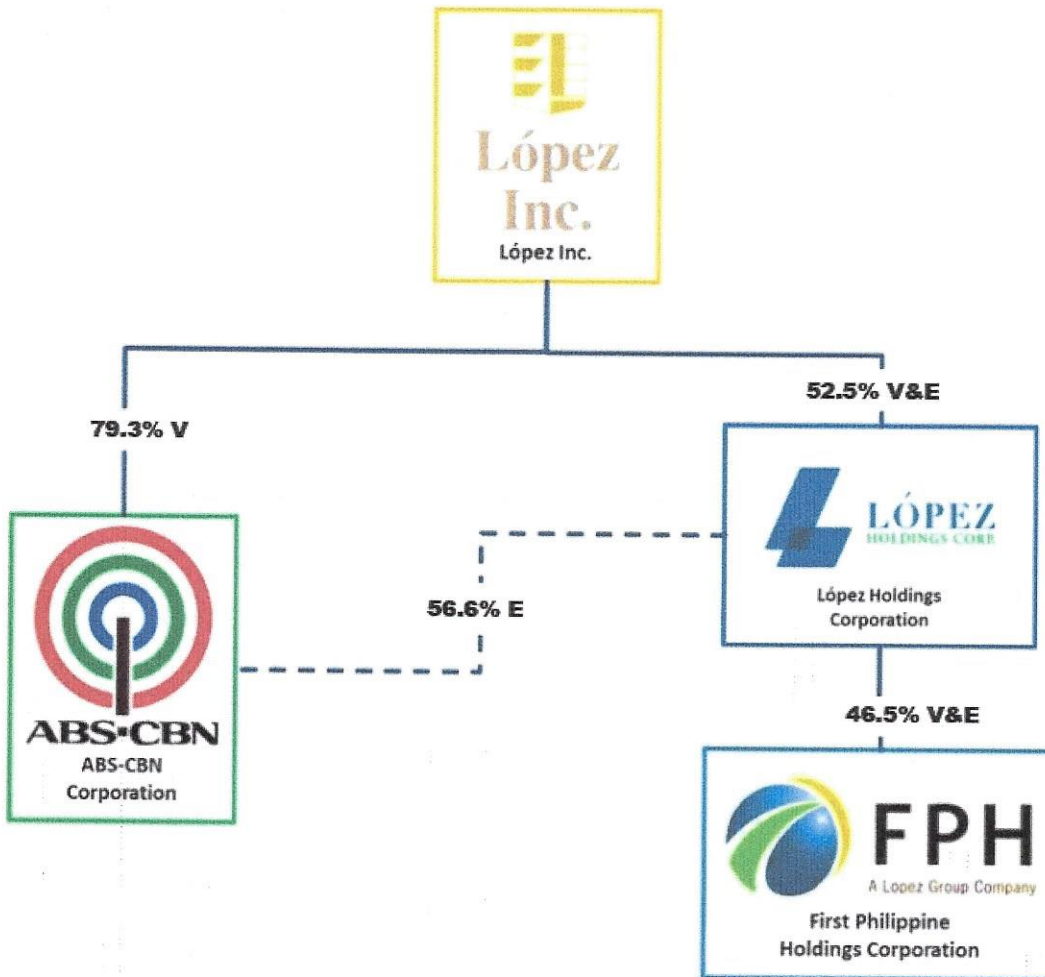 López
Inc.
López Inc.
79.3% V
52.5% V&E
LÓPEZ
HOLDINGS CORP.
López Holdings
Corporation
56.6% E
ABS-CBN
ABS-CBN
Corporation
46.5% V&E
FPH
A Lopez Group Company
First Philippine
Holdings Corporation